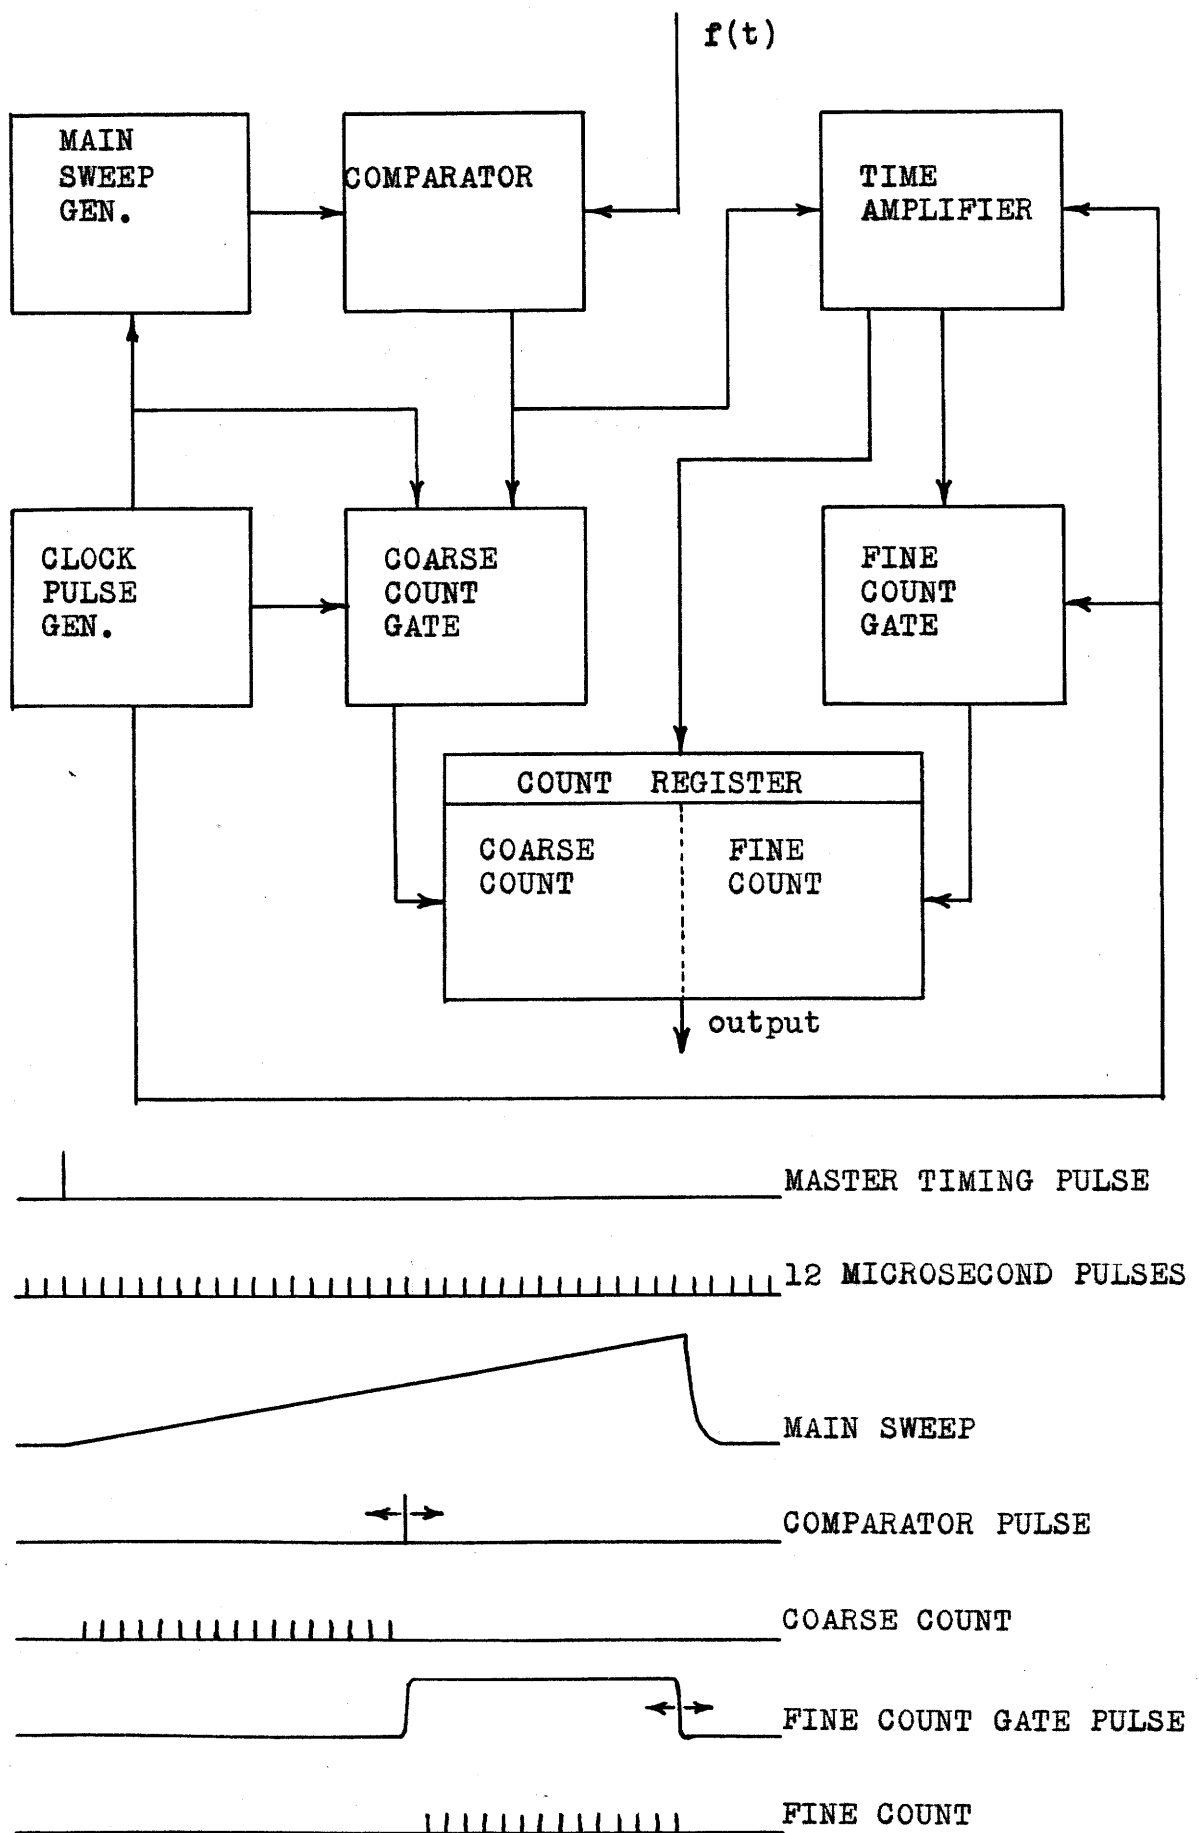 f(t)
MAIN
SWEEP
GEN.
COMPARATOR
TIME
AMPLIFIER
CLOCK
PULSE
GEN.
COARSE
COUNT
GATE
FINE
COUNT
GATE
COUNT REGISTER
COARSE
COUNT
FINE
COUNT
output
MASTER TIMING PULSE
12 MICROSECOND PULSES
MAIN SWEEP
COMPARATOR PULSE
COARSE COUNT
FINE COUNT GATE PULSE
FINE COUNT